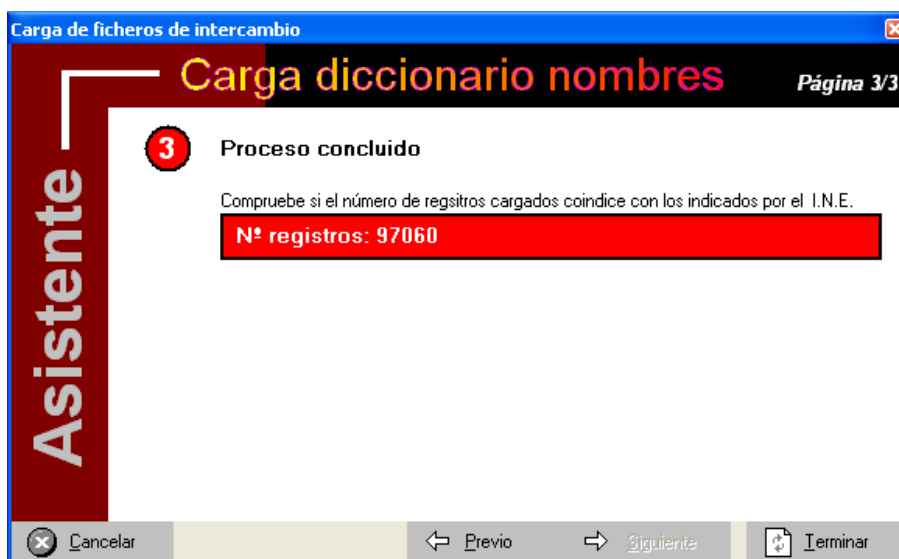 Carga de ficheros de intercambio
Carga diccionario nombres
Página 3/3
Asistente
3
Proceso concluido
Compruebe si el número de regsitros cargados coindice con los indicados por el I.N.E.
Nº registros: 97060
Cancelar
Previo
Siguiente
Terminar